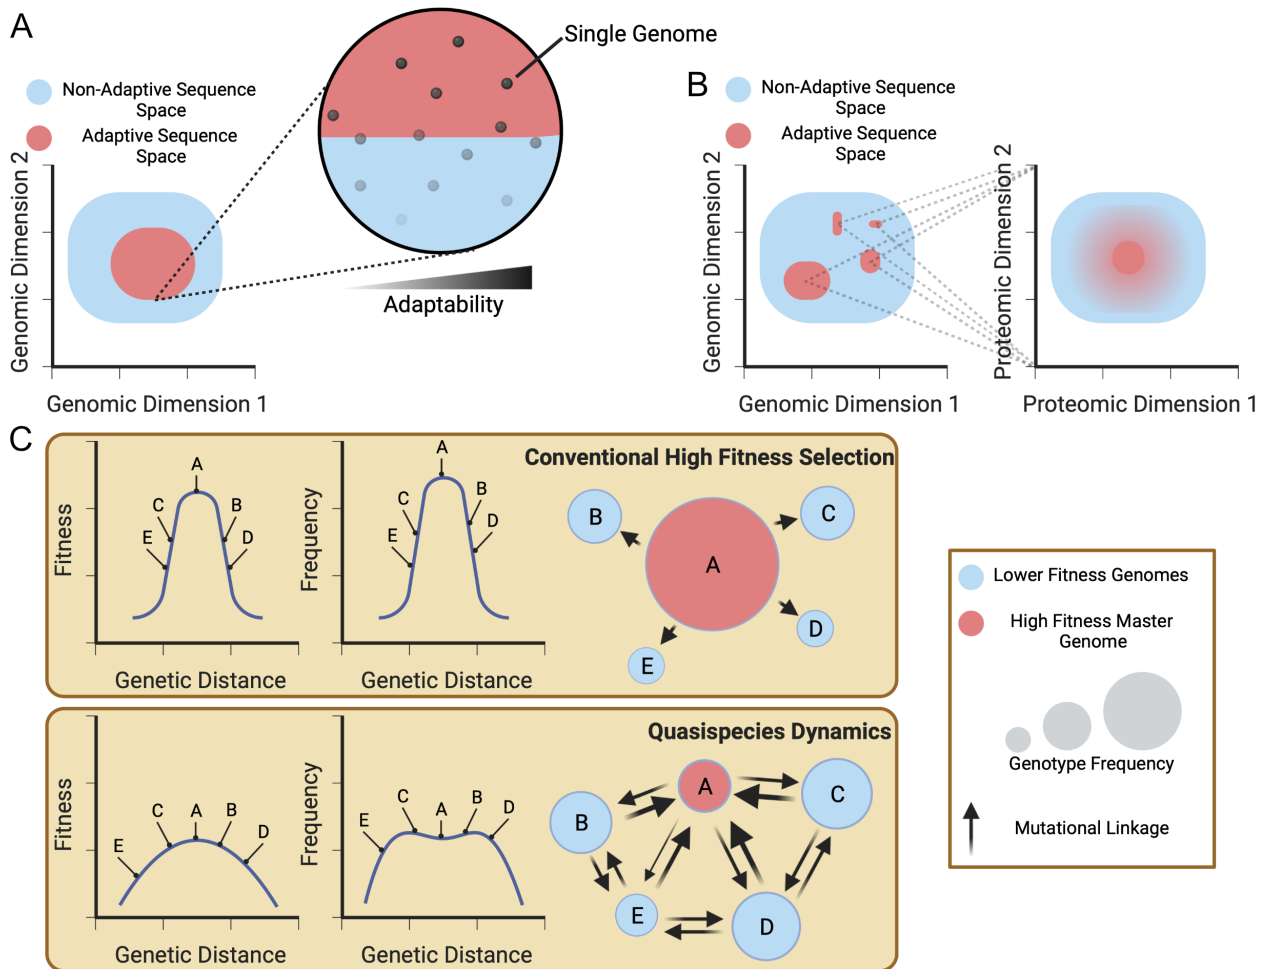 A
Single Genome
Non-Adaptive Sequence
Space
Adaptive Sequence
Space
Genomic Dimension 2
Genomic Dimension 1
Adaptability
B
Non-Adaptive Sequence
Space
Adaptive Sequence
Space
Genomic Dimension 2
Genomic Dimension 1
Proteomic Dimension 2
Proteomic Dimension 1
C
Conventional High Fitness Selection
Fitness
A
C
B
E
D
Genetic Distance
Frequency
A
C
B
E
D
Genetic Distance
B
C
A
D
E
Quasispecies Dynamics
Fitness
C
A
B
E
D
Genetic Distance
Frequency
C
A
B
D
E
Genetic Distance
A
B
C
E
D
Lower Fitness Genomes
High Fitness Master
Genome
Genotype Frequency
Mutational Linkage